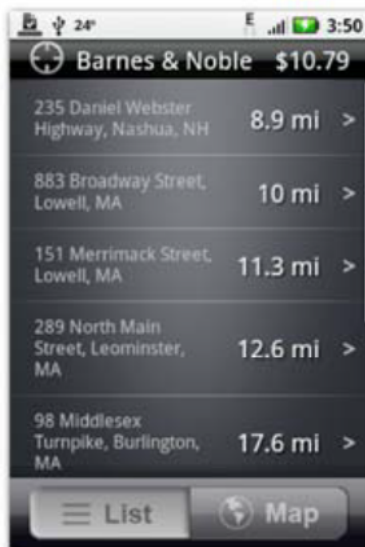 24° E 3:50
Barnes & Noble $10.79
235 Daniel Webster
Highway, Nashua, NH
8.9 mi >
883 Broadway Street,
Lowell, MA
10 mi >
151 Merrimack Street,
Lowell, MA
11.3 mi >
289 North Main
Street, Leominster,
MA
12.6 mi >
98 Middlesex
Turnpike, Burlington,
MA
17.6 mi >
List Map